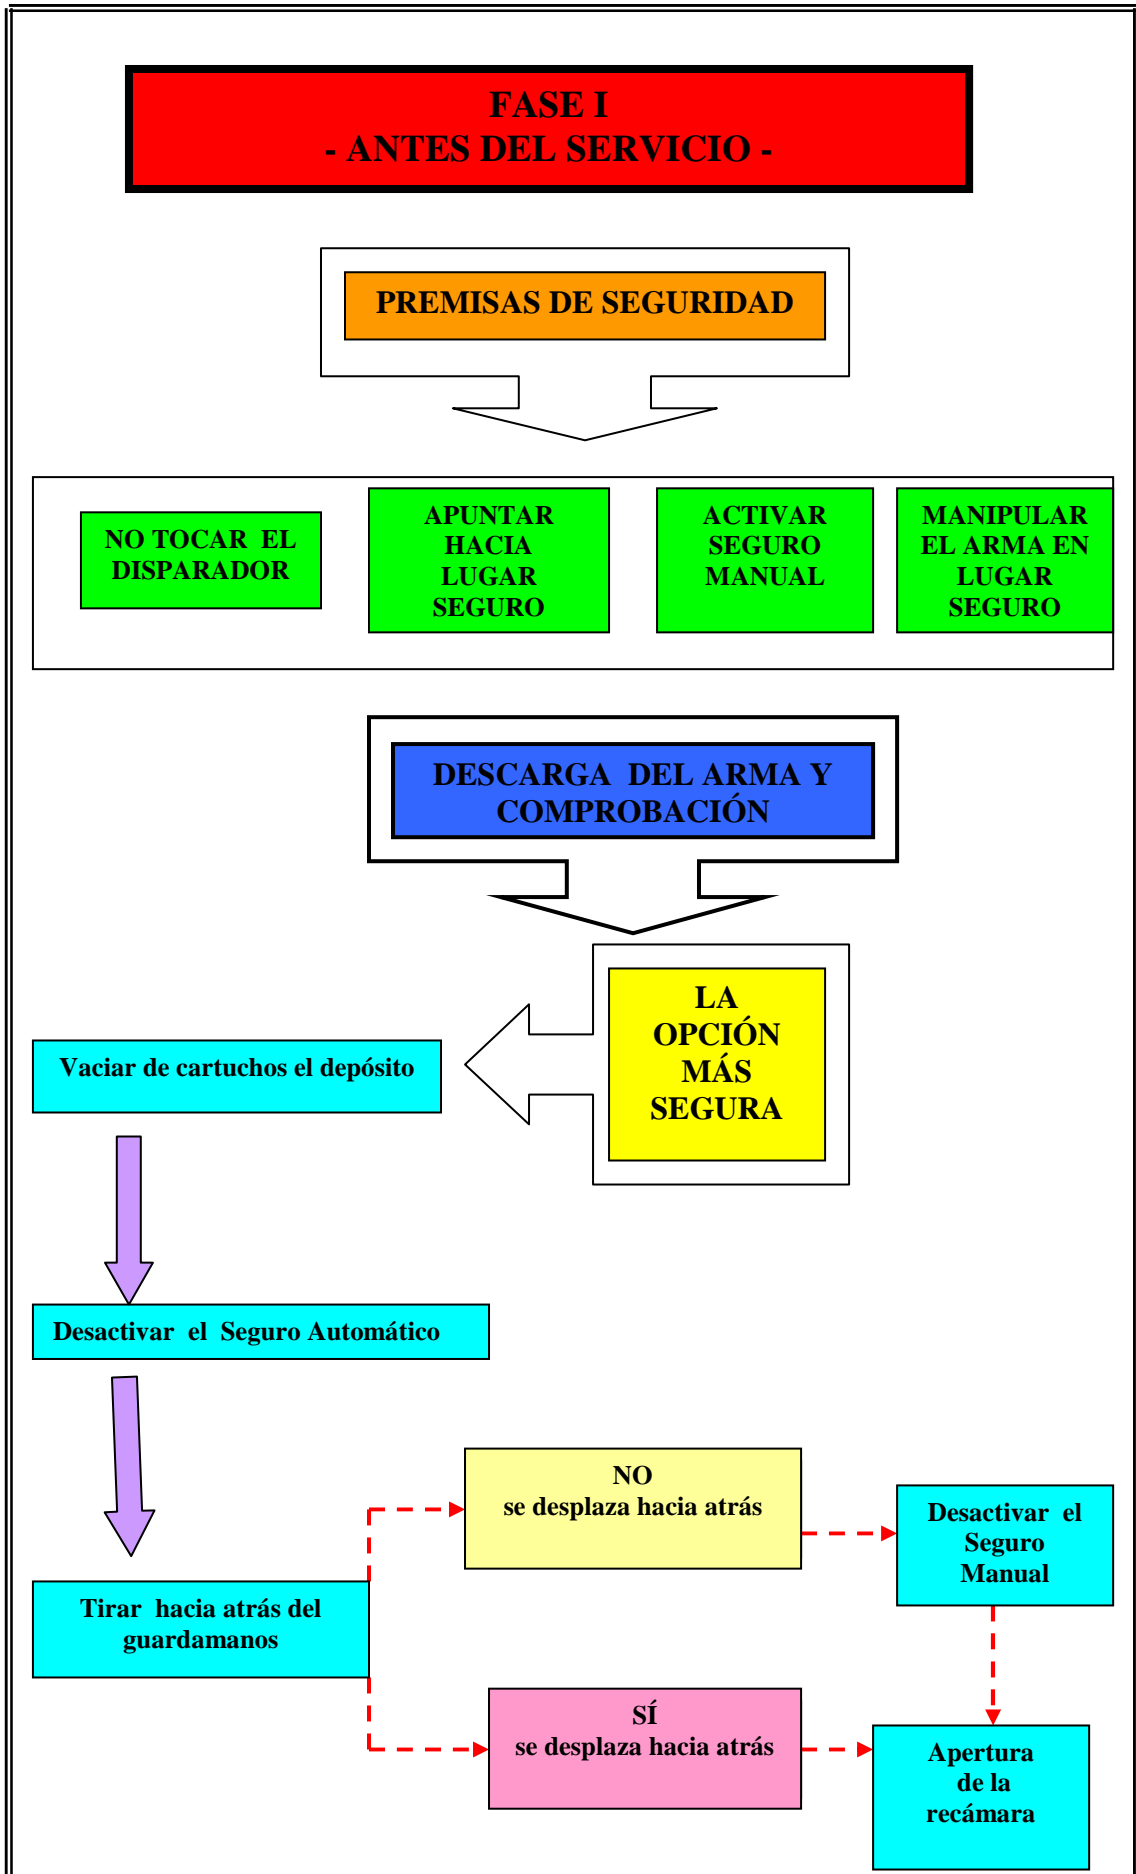 FASE I
- ANTES DEL SERVICIO -
PREMISAS DE SEGURIDAD
NO TOCAR EL
DISPARADOR
APUNTAR
HACIA
LUGAR
SEGURO
ACTIVAR
SEGURO
MANUAL
MANIPULAR
EL ARMA EN
LUGAR
SEGURO
DESCARGA DEL ARMA Y
COMPROBACIÓN
LA
OPCIÓN
MÁS
SEGURA
Vaciar de cartuchos el depósito
Desactivar el Seguro Automático
Tirar hacia atrás del
guardamanos
NO
se desplaza hacia atrás
Desactivar el
Seguro
Manual
SÍ
se desplaza hacia atrás
Apertura
de la
recámara